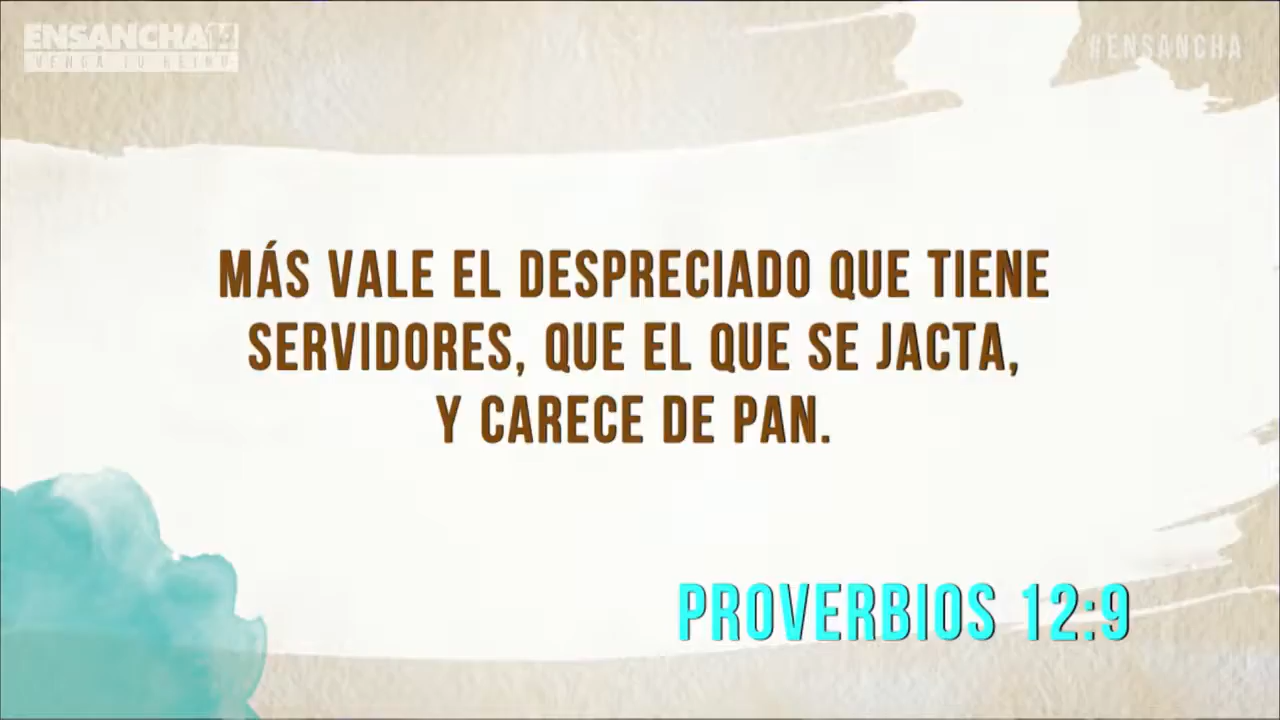 ENSANCHA14
VENGA TU REINO
#ENSANCHA
MÁS VALE EL DESPRECIADO QUE TIENE
SERVIDORES, QUE EL QUE SE JACTA,
Y CARECE DE PAN.
PROVERBIOS 12:9